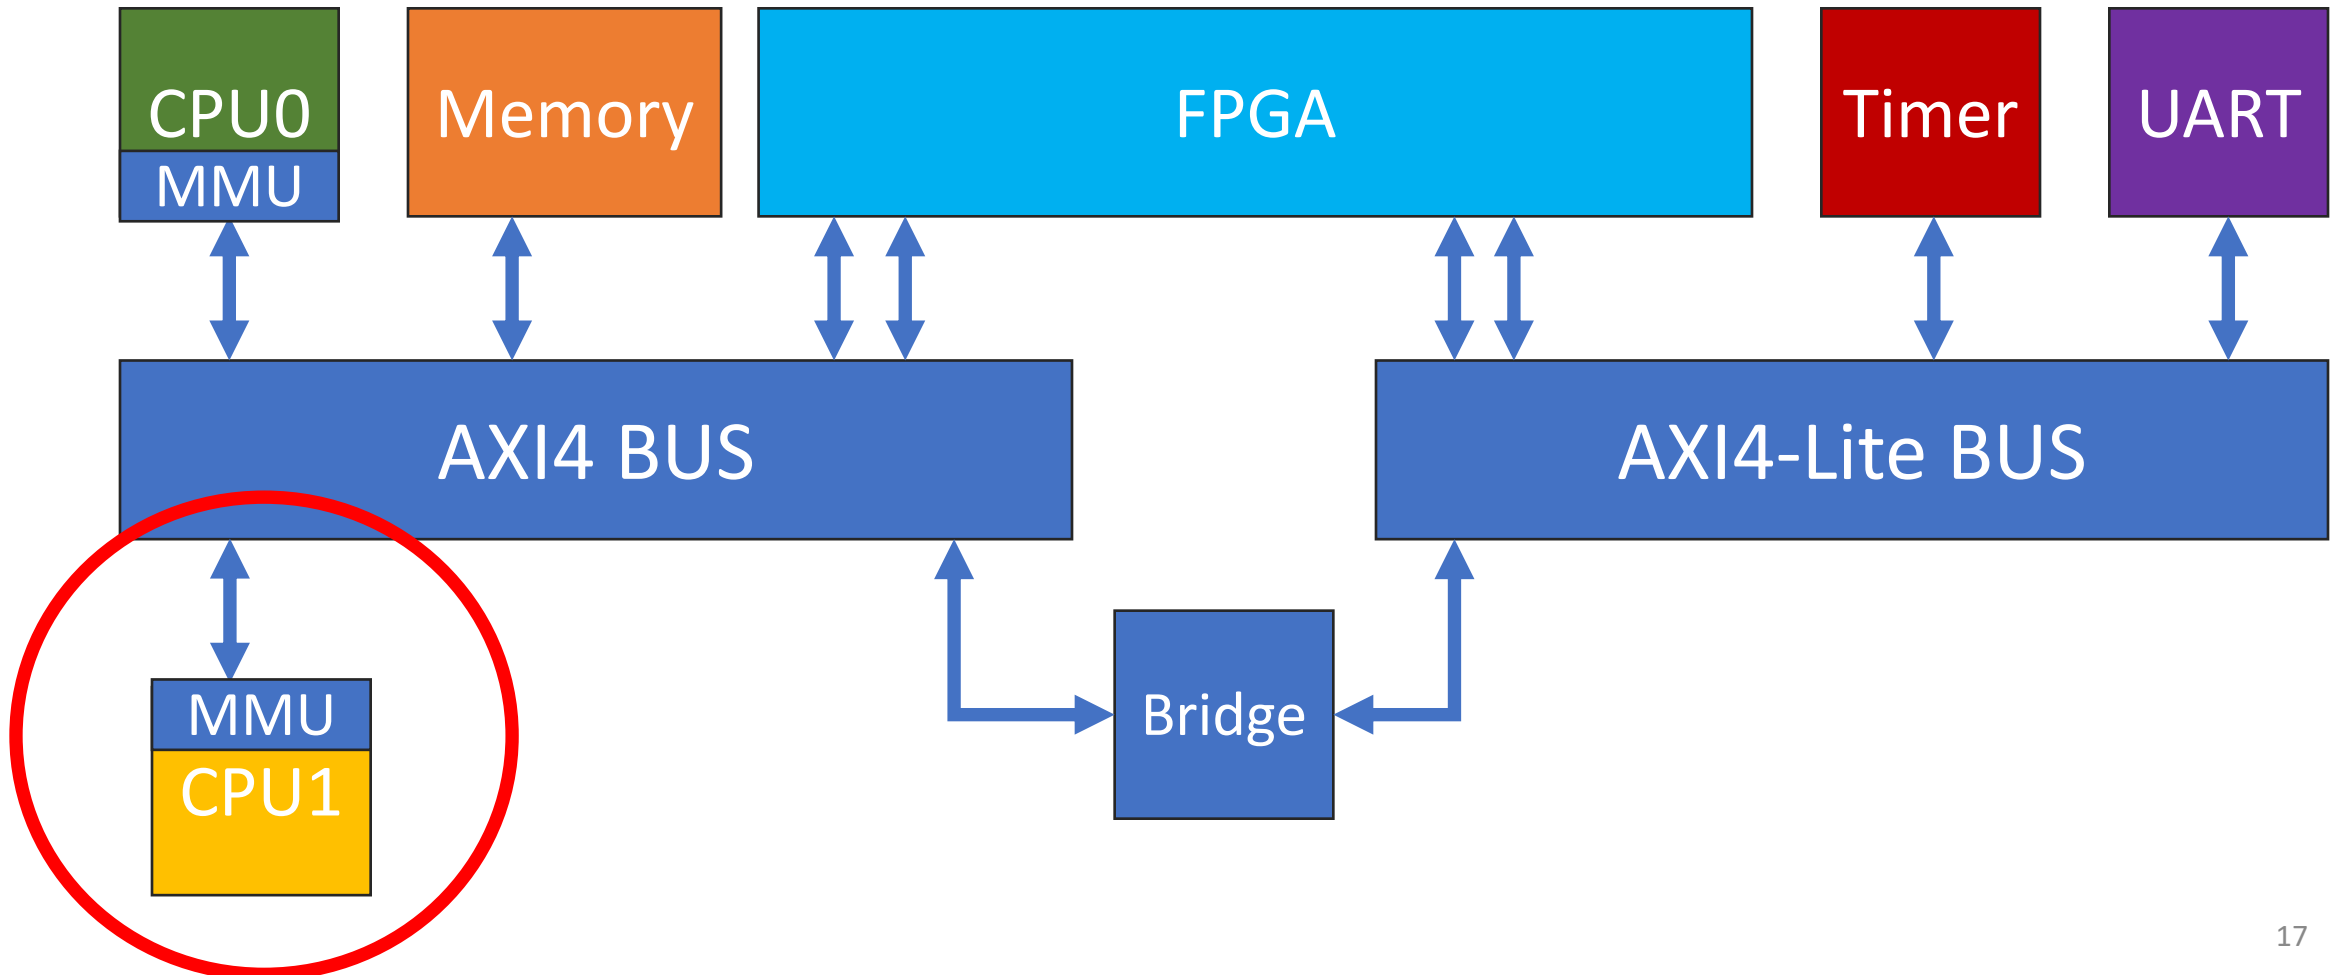 CPU0
MMU
Memory
FPGA
Timer
UART
AXI4 BUS
AXI4-Lite BUS
MMU
CPU1
Bridge
17